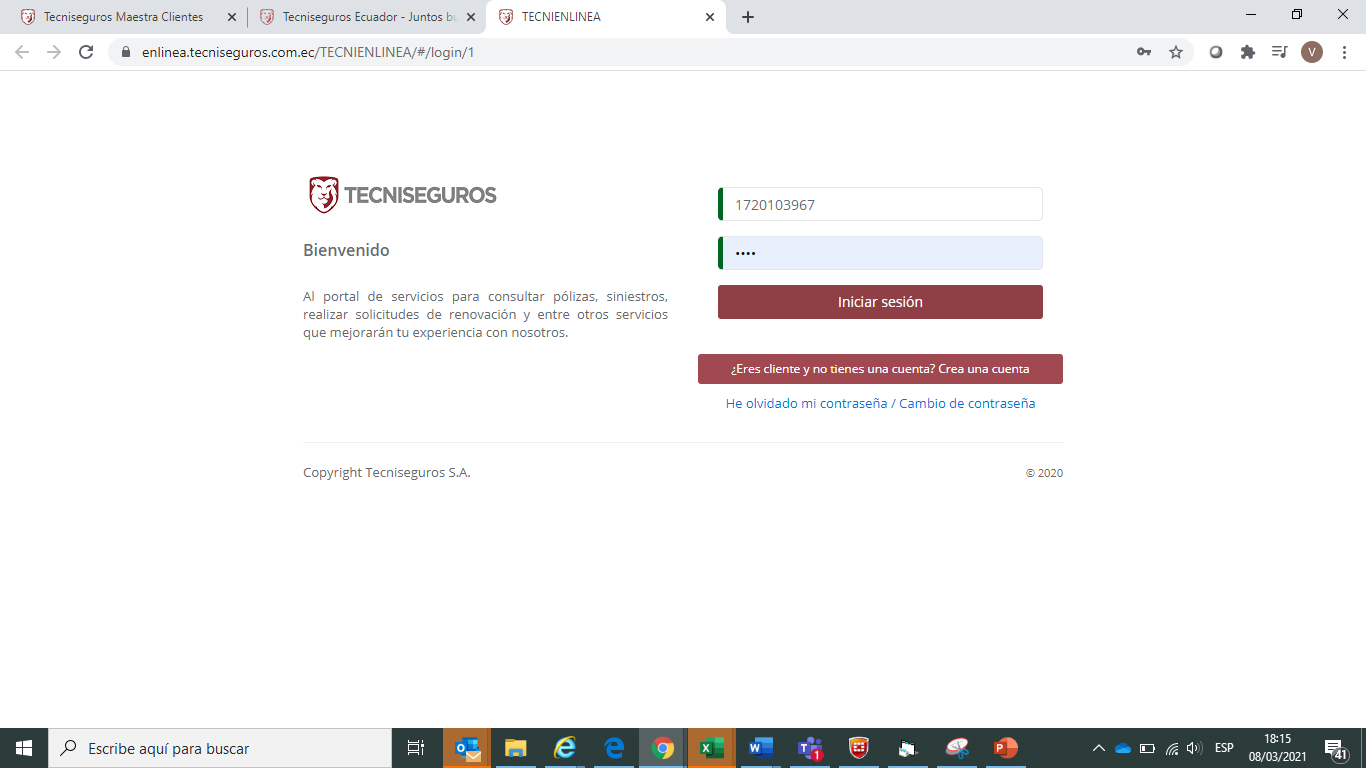 Tecniseguros Maestra Clientes
Tecniseguros Ecuador - Juntos bu
TECNIENLINEA
enlinea.tecniseguros.com.ec/TECNIENLINEA/#/login/1
V
TECNISEGUROS
Bienvenido
Al portal de servicios para consultar pólizas, siniestros,
realizar solicitudes de renovación y entre otros servicios
que mejorarán tu experiencia con nosotros.
1720103967
••••
Iniciar sesión
¿Eres cliente y no tienes una cuenta? Crea una cuenta
He olvidado mi contraseña / Cambio de contraseña
Copyright Tecniseguros S.A.
© 2020
Escribe aquí para buscar
1
ESP
18:15
08/03/2021
41